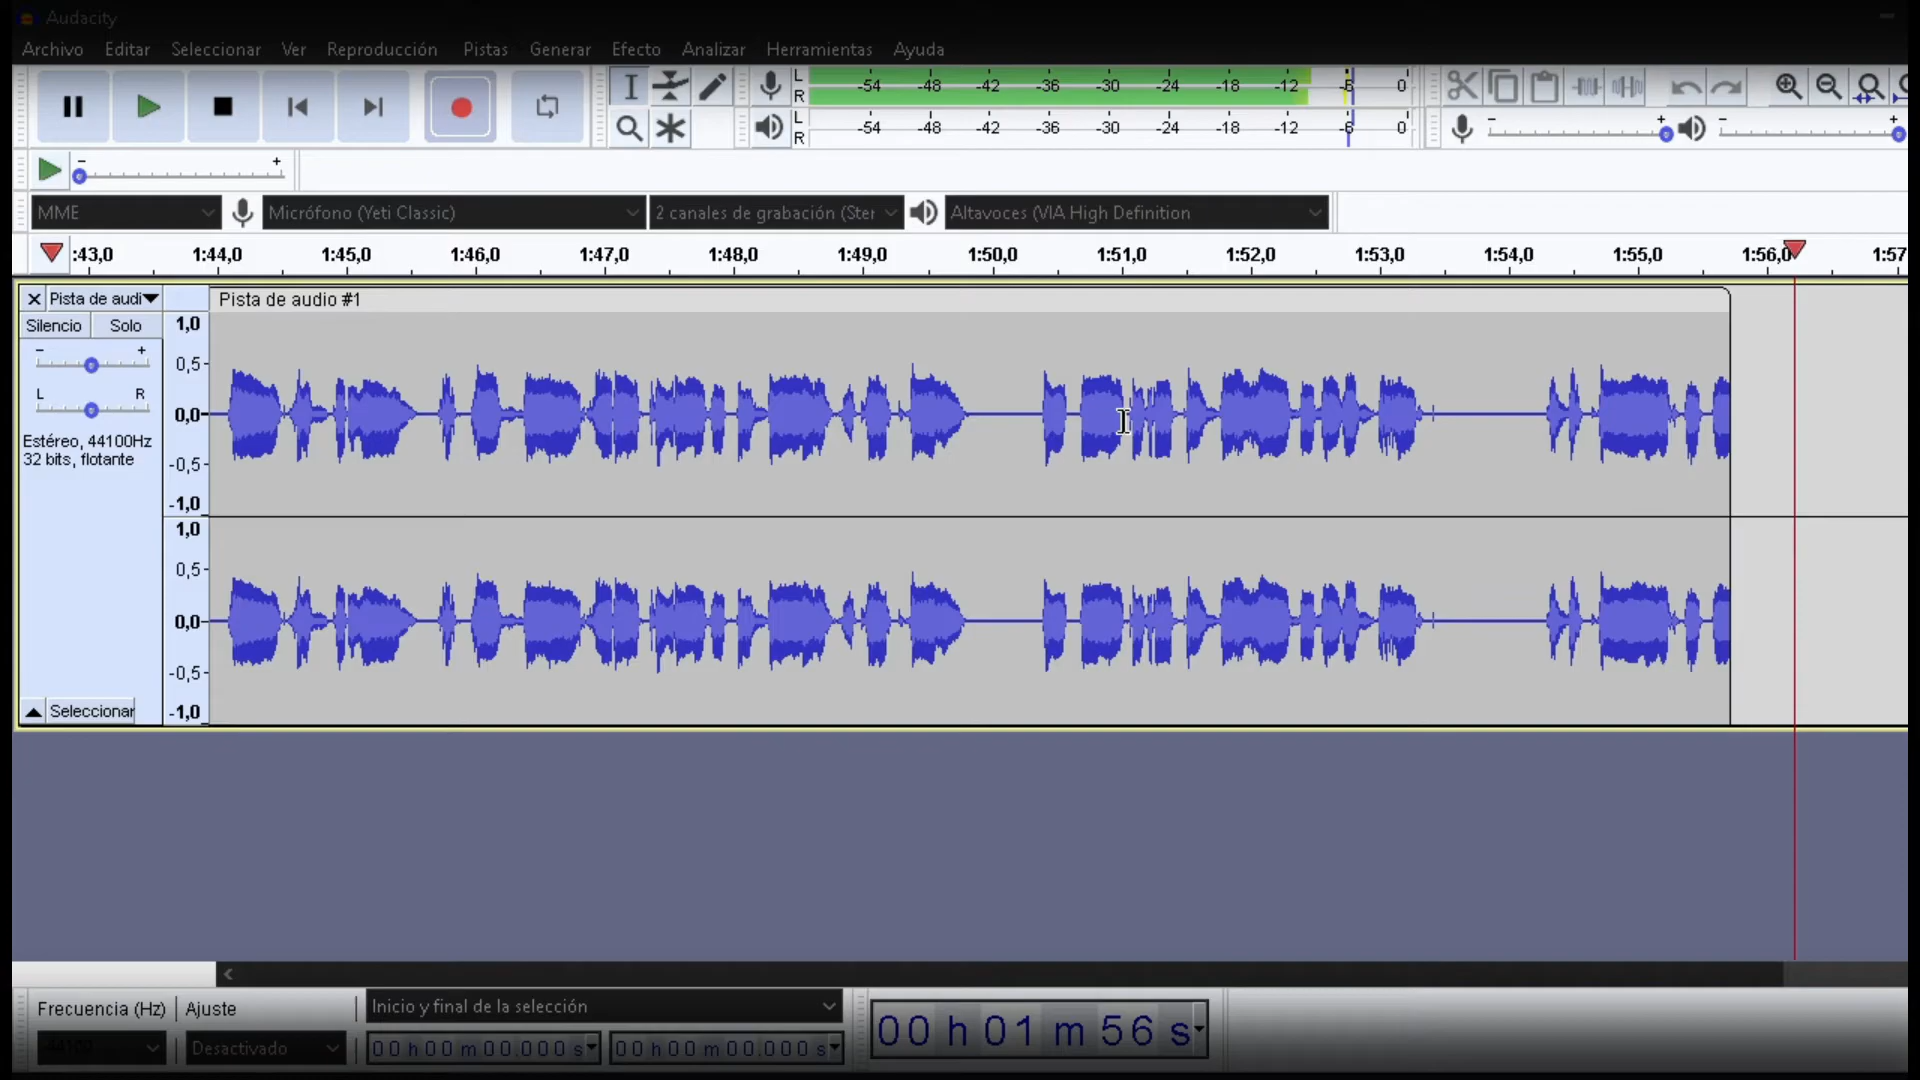 Audacity
Archivo Editar Seleccionar Ver Reproducción Pistas Generar Efecto Analizar Herramientas Ayuda
L
R
-54 -48 -42 -36 -30 -24 -18 -12 -6 0
L
R
-54 -48 -42 -36 -30 -24 -18 -12 -6 0
- +
- +
- +
MME
Micrófono (Yeti Classic)
2 canales de grabación (Ster
Altavoces (VIA High Definition
:43,0 1:44,0 1:45,0 1:46,0 1:47,0 1:48,0 1:49,0 1:50,0 1:51,0 1:52,0 1:53,0 1:54,0 1:55,0 1:56,0 1:57
Pista de audi
Pista de audio #1
Silencio Solo
- +
L R
Estéreo, 44100Hz
32 bits, flotante
1,0
0,5
0,0
-0,5
-1,0
1,0
0,5
0,0
-0,5
-1,0
Seleccionar
Frecuencia (Hz) Ajuste
Inicio y final de la selección
Desactivado
00 h 00 m 00.000 s
00 h 00 m 00.000 s
00 h 01 m 56 s